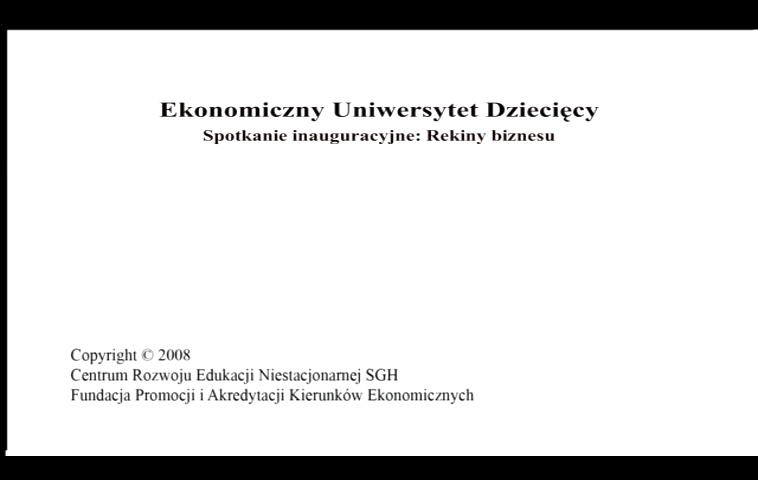 Ekonomiczny Uniwersytet Dziecięcy
Spotkanie inauguracyjne: Rekiny biznesu
Copyright © 2008
Centrum Rozwoju Edukacji Niestacjonarnej SGH
Fundacja Promocji i Akredytacji Kierunków Ekonomicznych